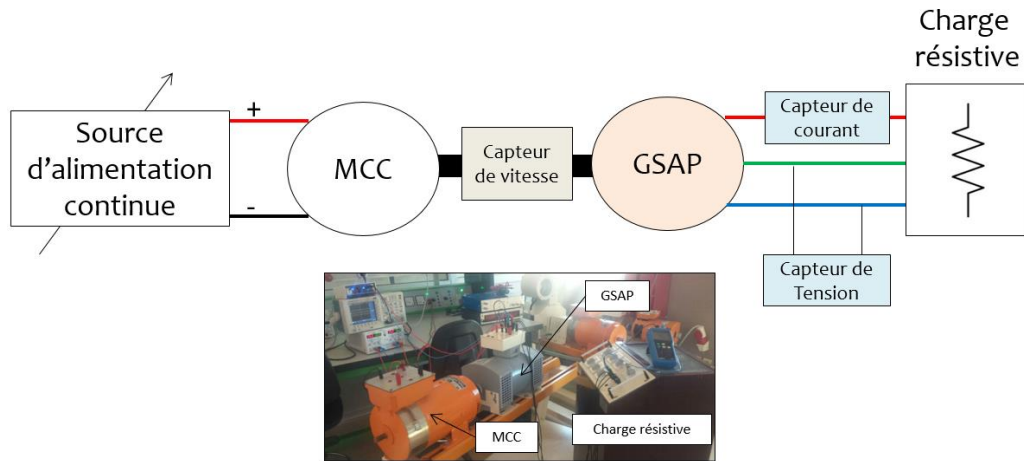 Charge
résistive
Source
d'alimentation
continue
+
-
MCC
Capteur
de vitesse
GSAP
Capteur de
courant
Capteur de
Tension
GSAP
MCC
Charge résistive